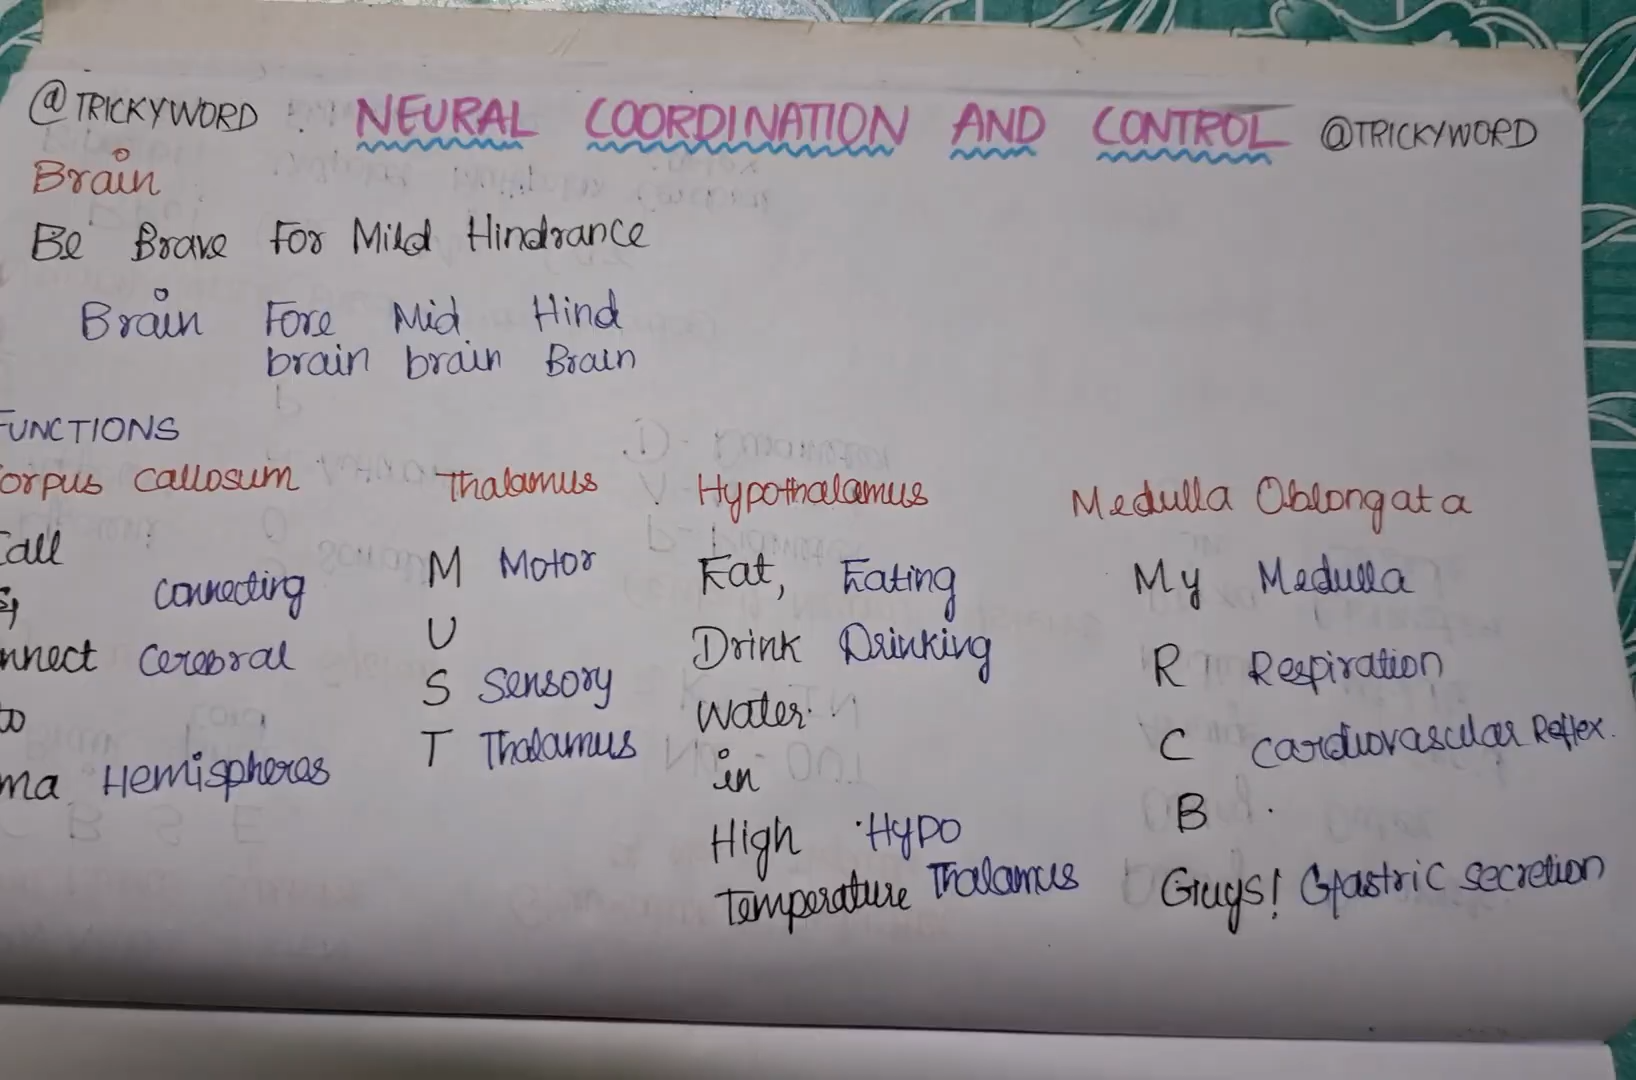 @TRICKYWORD NEURAL COORDINATION AND CONTROL @TRICKYWORD
Brain
Be Brave For Mild Hindrance
Brain Fore Mid Hind
brain brain Brain
FUNCTIONS
orpus callosum Thalamus Hypothalamus Medulla Oblongata
Call M Motor Eat, Eating My Medulla
connecting U Drink Drinking R Respiration
nnect Cerebral S Sensory water C Cardiovascular Reflex.
to T Thalamus in B
ma Hemispheres High Hypo Guys! Gastric secretion
Temperature Thalamus